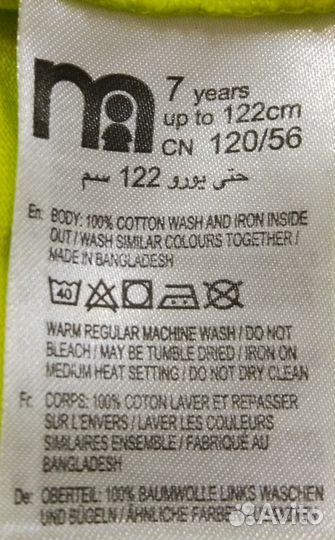 7 years
up to 122cm
CN 120/56
حتى يورو 122 سم
En: BODY: 100% COTTON WASH AND IRON INSIDE
OUT / WASH SIMILAR COLOURS TOGETHER /
MADE IN BANGLADESH
40
WARM REGULAR MACHINE WASH / DO NOT
BLEACH / MAY BE TUMBLE DRIED / IRON ON
MEDIUM HEAT SETTING / DO NOT DRY CLEAN
Fr: CORPS: 100% COTON LAVER ET REPASSER
SUR L'ENVERS / LAVER LES COULEURS
SIMILAIRES ENSEMBLE / FABRIQUÉ AU
BANGLADESH
De: OBERTEIL: 100% BAUMWOLLE LINKS WASCHEN
UND BÜGELN / ÄHNLICHE FARBEN
Avito